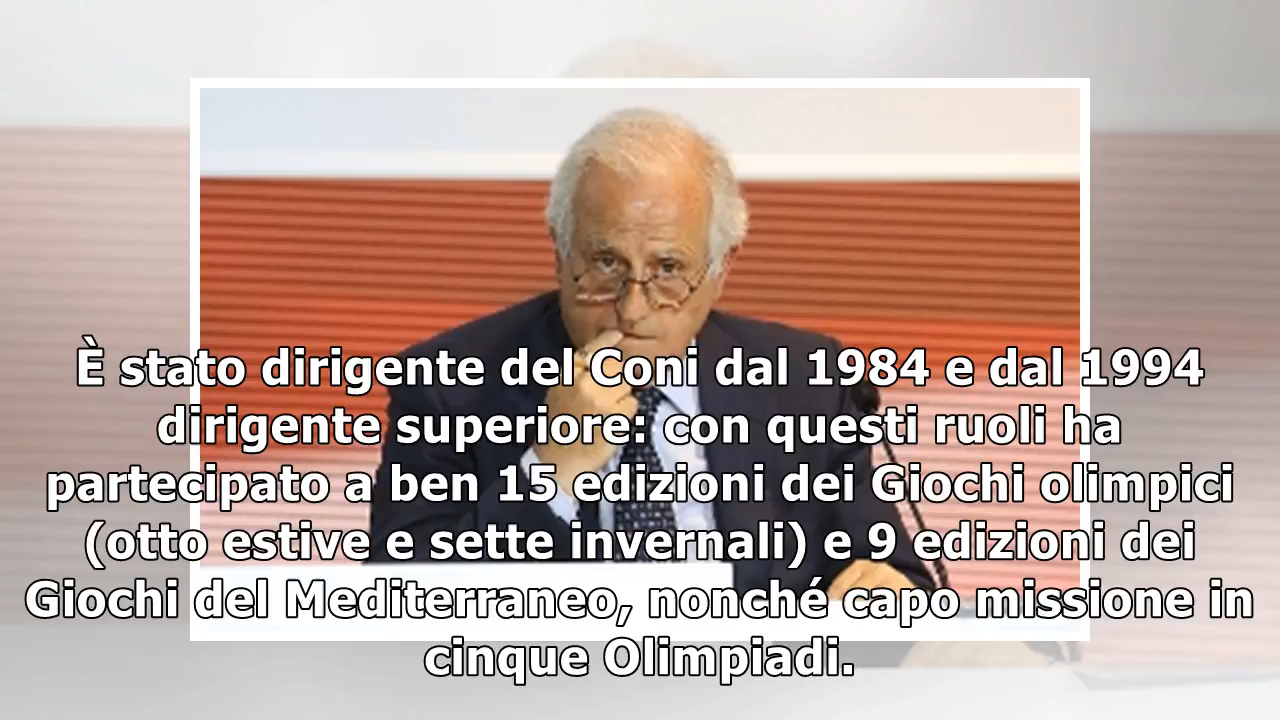 È stato dirigente del Coni dal 1984 e dal 1994
dirigente superiore: con questi ruoli ha
partecipato a ben 15 edizioni dei Giochi olimpici
(otto estive e sette invernali) e 9 edizioni dei
Giochi del Mediterraneo, nonché capo missione in
cinque Olimpiadi.